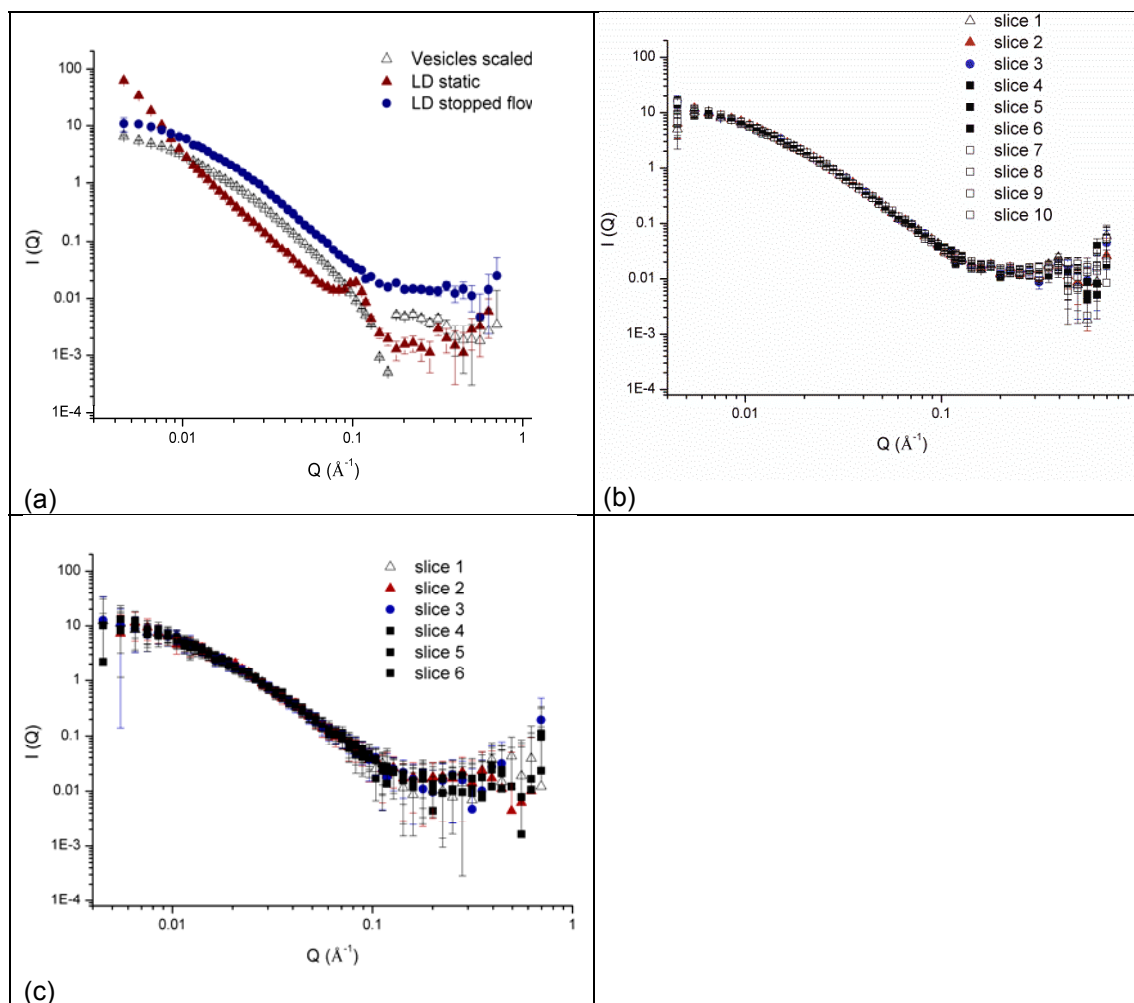 Vesicles scaled
LD static
LD stopped flow
100
10
1
0.1
0.01
1E-3
1E-4
I (Q)
0.01
0.1
1
Q (Å⁻¹)
(a)
slice 1
slice 2
slice 3
slice 4
slice 5
slice 6
slice 7
slice 8
slice 9
slice 10
100
10
1
0.1
0.01
1E-3
1E-4
I (Q)
0.01
0.1
Q (Å⁻¹)
(b)
slice 1
slice 2
slice 3
slice 4
slice 5
slice 6
100
10
1
0.1
0.01
1E-3
1E-4
I (Q)
0.01
0.1
1
Q (Å⁻¹)
(c)